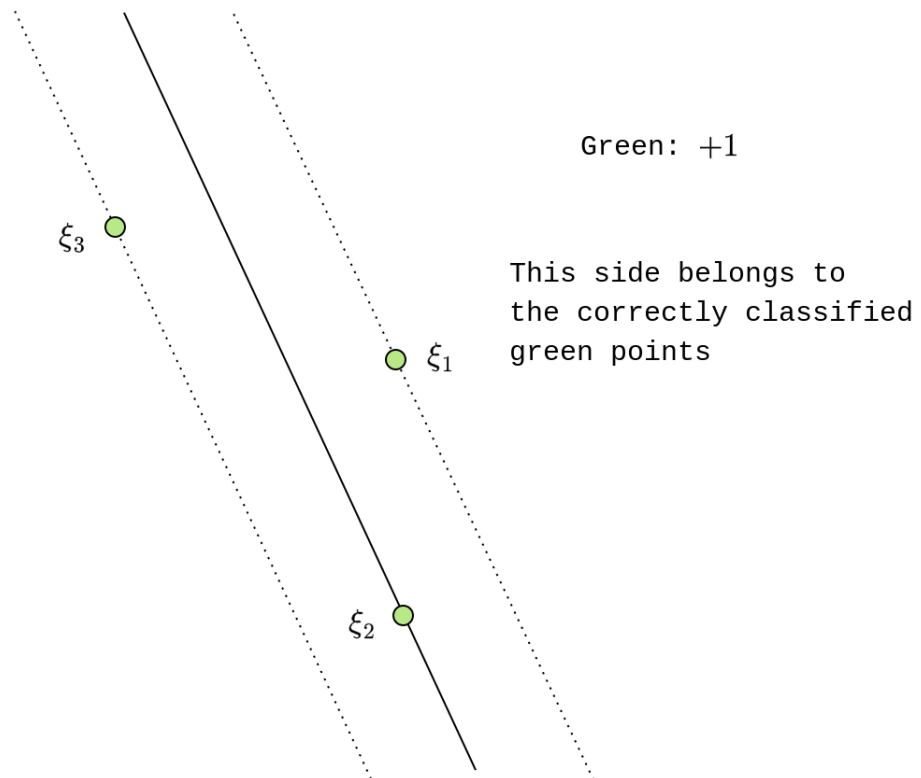 Green: +1
ξ₃
This side belongs to
the correctly classified
green points
ξ₁
ξ₂